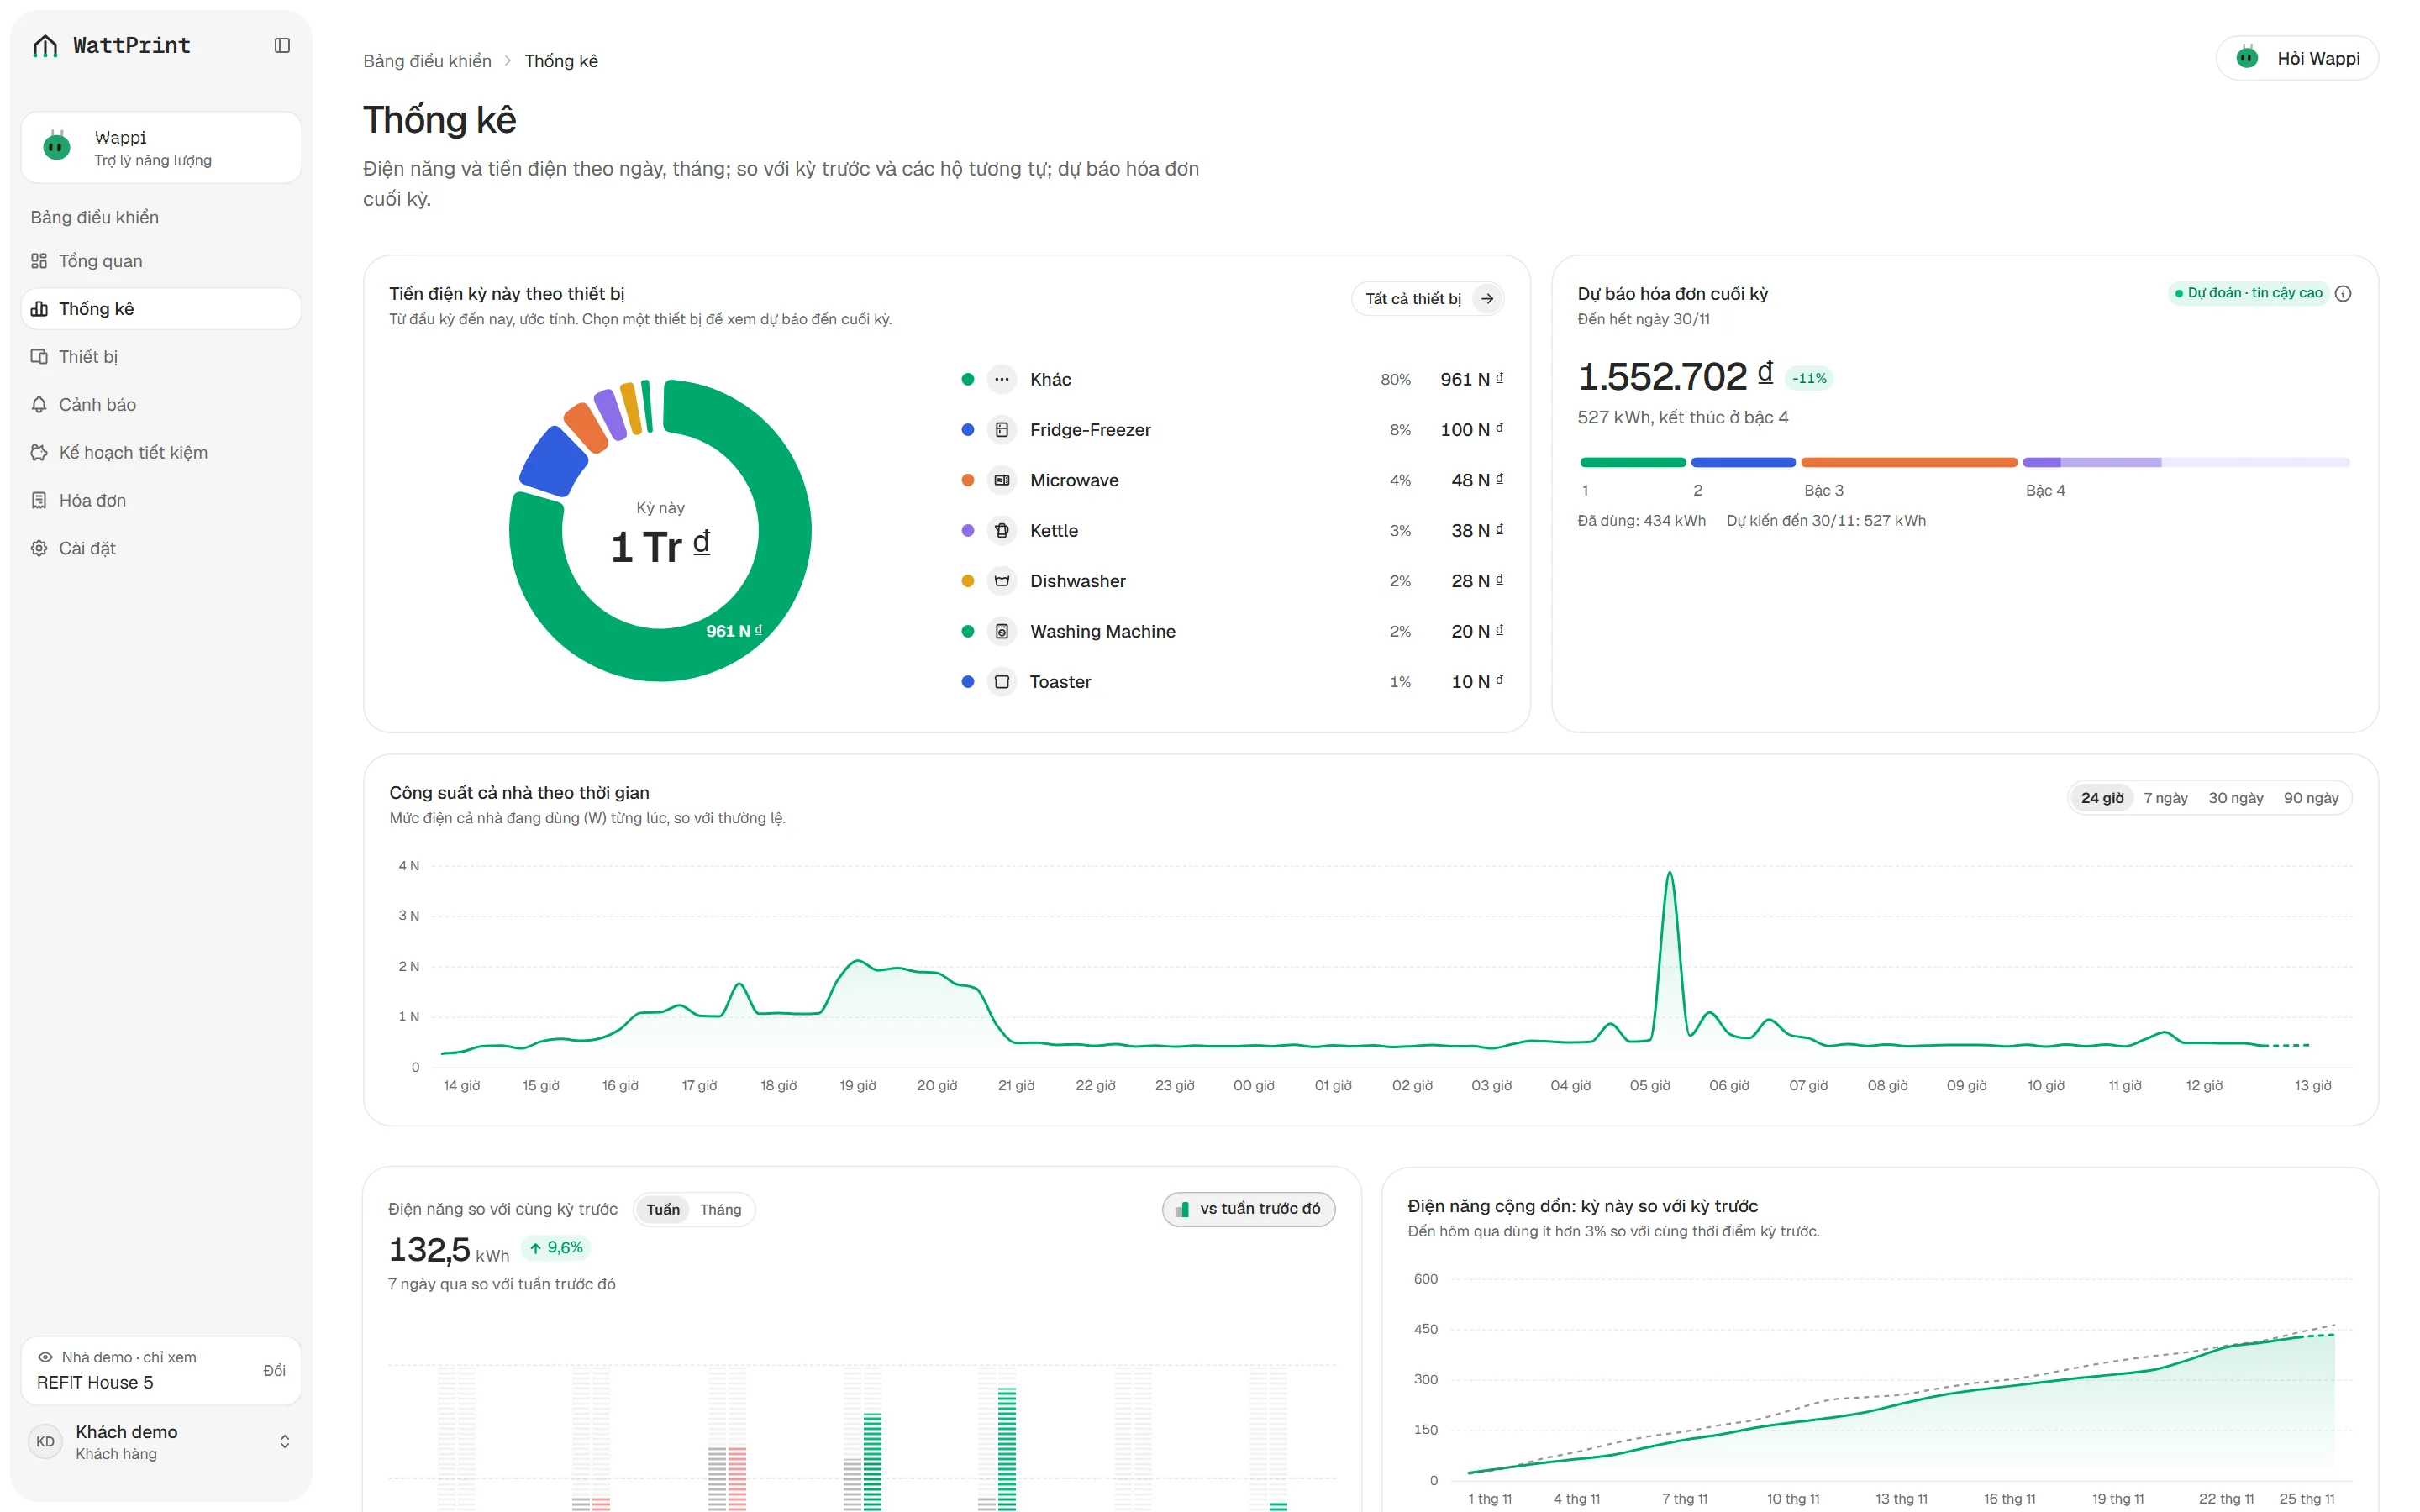 WattPrint
Wappi
Trợ lý năng lượng
Bảng điều khiển
Tổng quan
Thống kê
Thiết bị
Cảnh báo
Kế hoạch tiết kiệm
Hóa đơn
Cài đặt
Nhà demo · chỉ xem
REFIT House 5
Đổi
KD
Khách demo
Khách hàng
Bảng điều khiển > Thống kê
Hỏi Wappi
Thống kê
Điện năng và tiền điện theo ngày, tháng; so với kỳ trước và các hộ tương tự; dự báo hóa đơn
cuối kỳ.
Tiền điện kỳ này theo thiết bị
Từ đầu kỳ đến nay, ước tính. Chọn một thiết bị để xem dự báo đến cuối kỳ.
Tất cả thiết bị
Kỳ này
1 Tr ₫
961 N ₫
Khác 80% 961 N ₫
Fridge-Freezer 8% 100 N ₫
Microwave 4% 48 N ₫
Kettle 3% 38 N ₫
Dishwasher 2% 28 N ₫
Washing Machine 2% 20 N ₫
Toaster 1% 10 N ₫
Dự báo hóa đơn cuối kỳ
Dự đoán · tin cậy cao
Đến hết ngày 30/11
1.552.702 ₫ -11%
527 kWh, kết thúc ở bậc 4
1 2 Bậc 3 Bậc 4
Đã dùng: 434 kWh Dự kiến đến 30/11: 527 kWh
Công suất cả nhà theo thời gian
Mức điện cả nhà đang dùng (W) từng lúc, so với thường lệ.
24 giờ 7 ngày 30 ngày 90 ngày
4 N
3 N
2 N
1 N
0
14 giờ 15 giờ 16 giờ 17 giờ 18 giờ 19 giờ 20 giờ 21 giờ 22 giờ 23 giờ 00 giờ 01 giờ 02 giờ 03 giờ 04 giờ 05 giờ 06 giờ 07 giờ 08 giờ 09 giờ 10 giờ 11 giờ 12 giờ 13 giờ
Điện năng so với cùng kỳ trước
Tuần Tháng
vs tuần trước đó
132,5 kWh ↑ 9,6%
7 ngày qua so với tuần trước đó
Điện năng cộng dồn: kỳ này so với kỳ trước
Đến hôm qua dùng ít hơn 3% so với cùng thời điểm kỳ trước.
600
450
300
150
0
1 thg 11 4 thg 11 7 thg 11 10 thg 11 13 thg 11 16 thg 11 19 thg 11 22 thg 11 25 thg 11